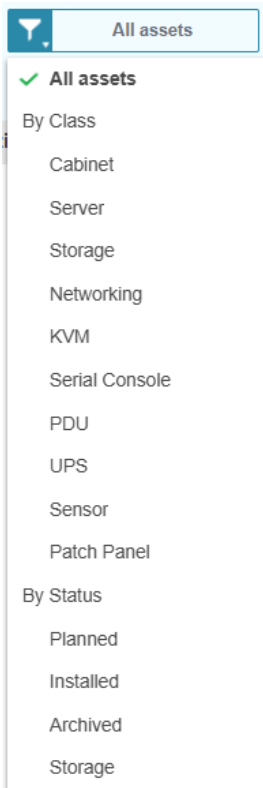 All assets
All assets
By Class
Cabinet
Server
Storage
Networking
KVM
Serial Console
PDU
UPS
Sensor
Patch Panel
By Status
Planned
Installed
Archived
Storage